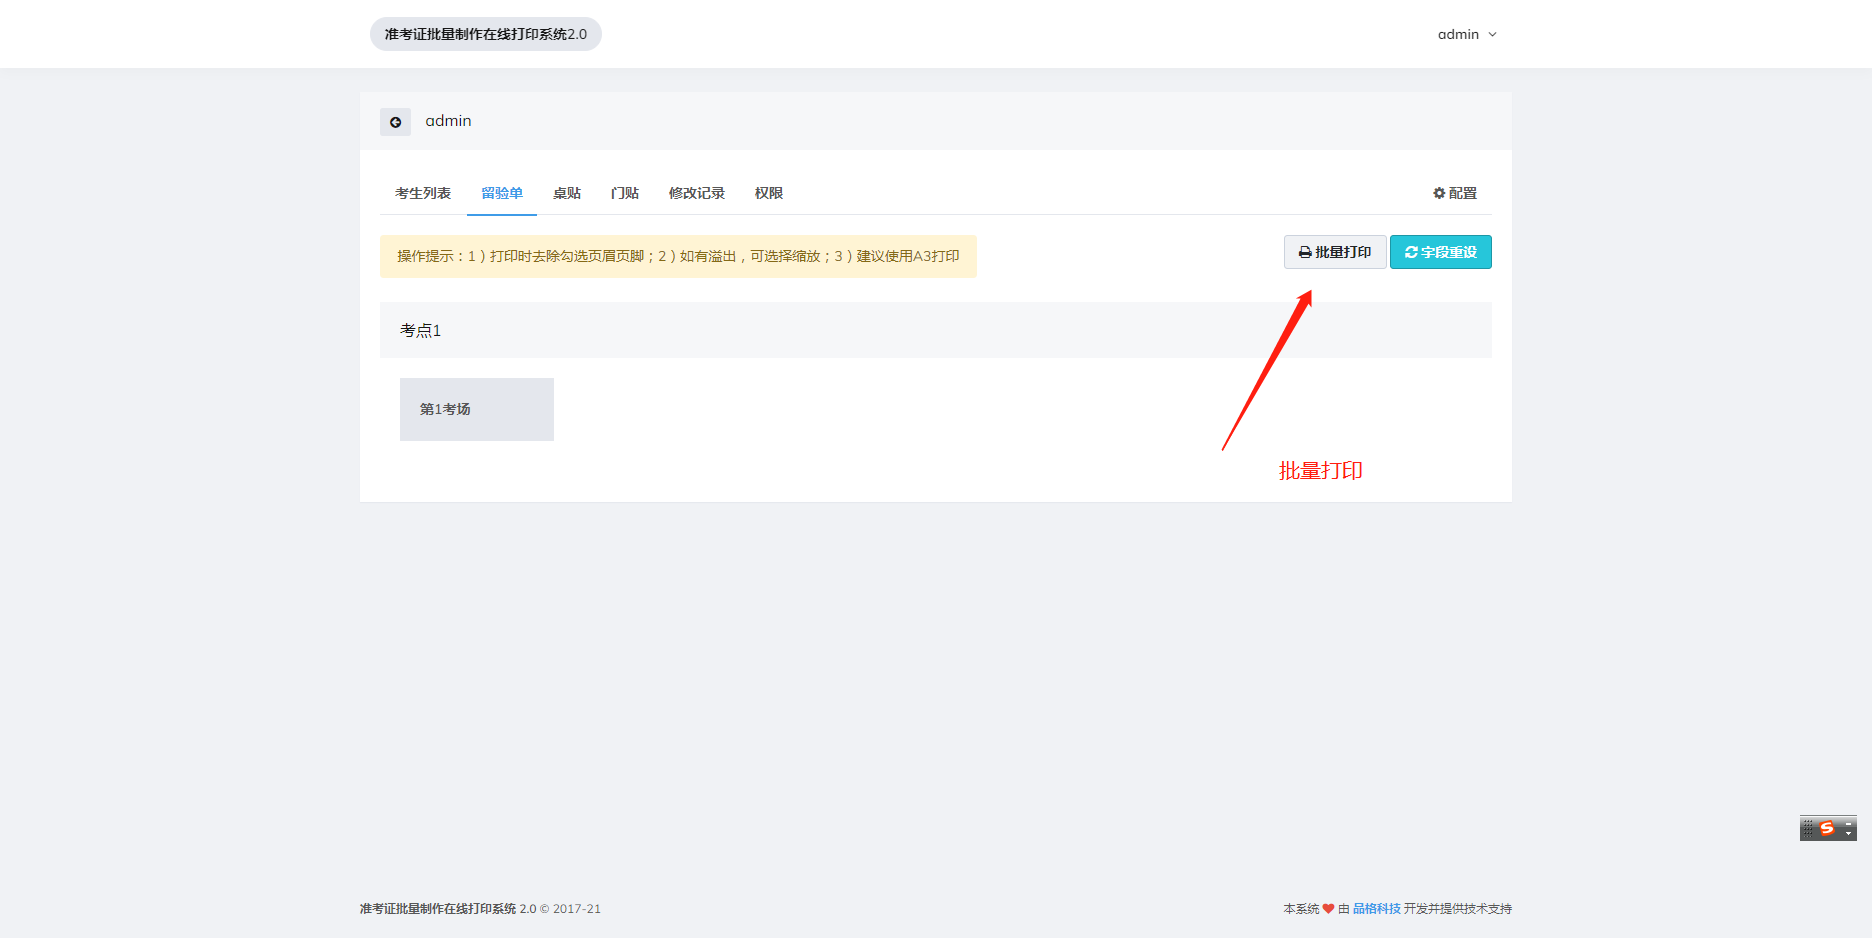 准考证批量制作在线打印系统2.0
admin
admin
考生列表
留验单
桌贴
门贴
修改记录
权限
配置
操作提示：1）打印时去除勾选页眉页脚；2）如有溢出，可选择缩放；3）建议使用A3打印
批量打印
字段重设
考点1
第1考场
批量打印
准考证批量制作在线打印系统 2.0 © 2017-21
本系统 ❤ 由 品格科技 开发并提供技术支持